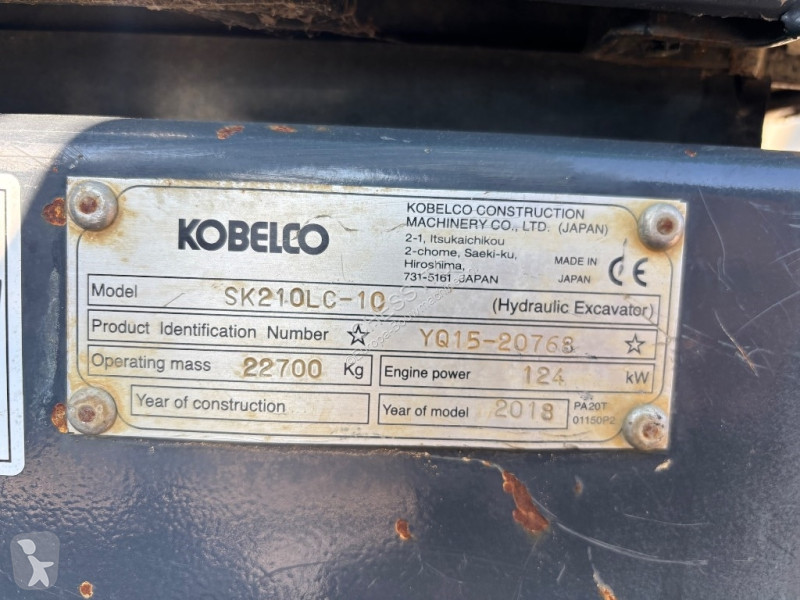 KOBELCO
KOBELCO CONSTRUCTION
MACHINERY CO., LTD. (JAPAN)
2-1, Itsukaichikou
2-chome, Saeki-ku,
Hiroshima,
731-5161 JAPAN
MADE IN
JAPAN
CE
Model SK210LC-10 (Hydraulic Excavator)
Product Identification Number ☆ YQ15-20768 ☆
Operating mass 22700 Kg
Engine power 124 kW
Year of construction
Year of model 2018
PA20T
01150P2